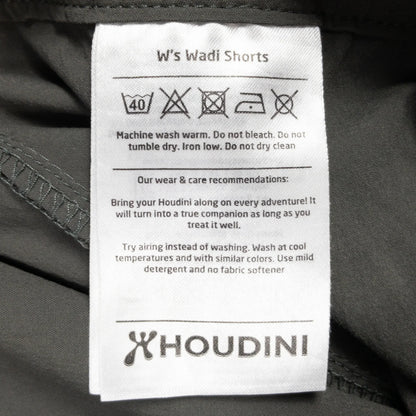 W's Wadi Shorts
40
Machine wash warm. Do not bleach. Do not
tumble dry. Iron low. Do not dry clean
Our wear & care recommendations:
Bring your Houdini along on every adventure! It
will turn into a true companion as long as you
treat it well.
Try airing instead of washing. Wash at cool
temperatures and with similar colors. Use mild
detergent and no fabric softener
HOUDINI